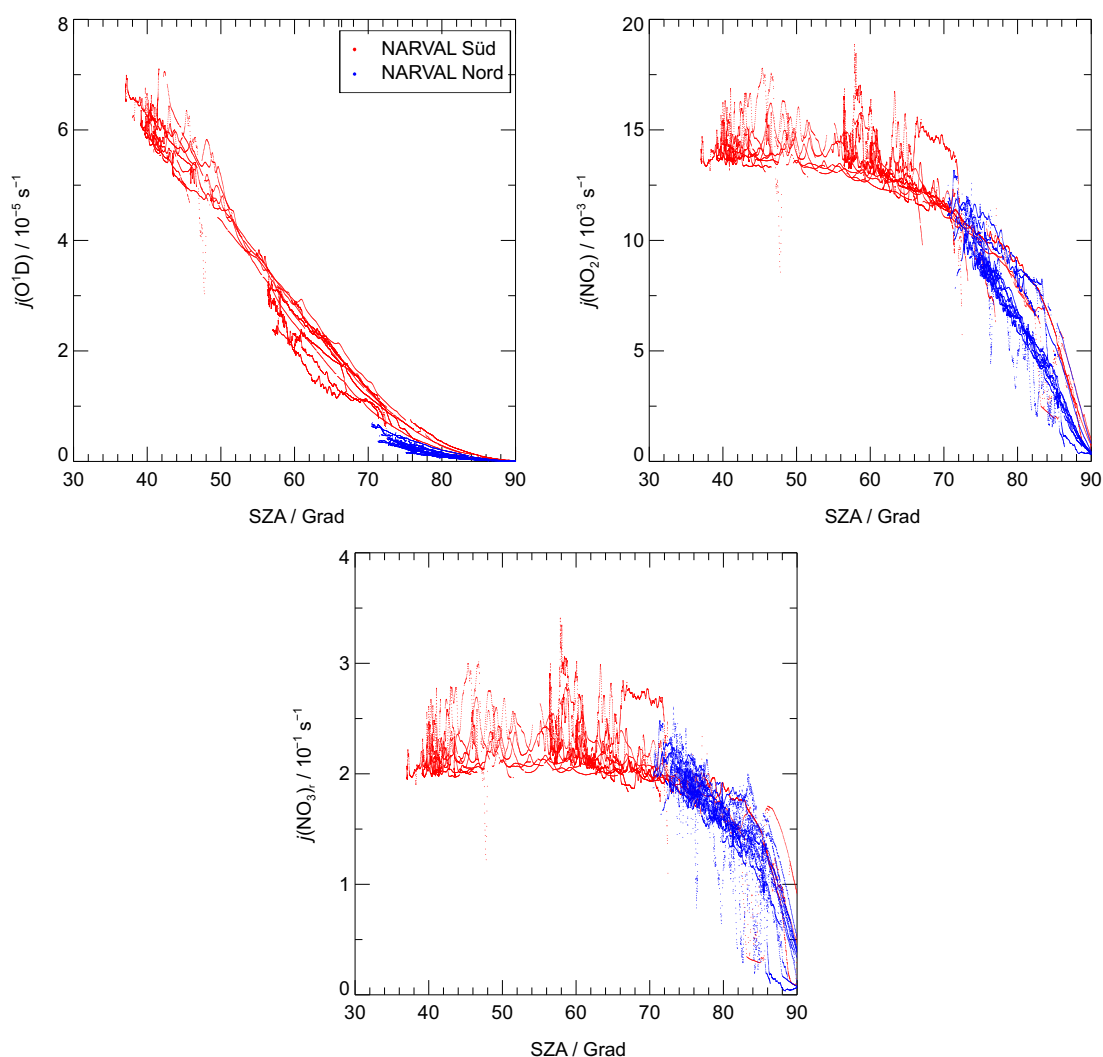 8
6
4
2
0
30 40 50 60 70 80 90
SZA / Grad
j(O¹D) / 10⁻⁵ s⁻¹
NARVAL Süd
NARVAL Nord
20
15
10
5
0
30 40 50 60 70 80 90
SZA / Grad
j(NO₂) / 10⁻³ s⁻¹
4
3
2
1
0
30 40 50 60 70 80 90
SZA / Grad
j(NO₃)ᵣ / 10⁻¹ s⁻¹